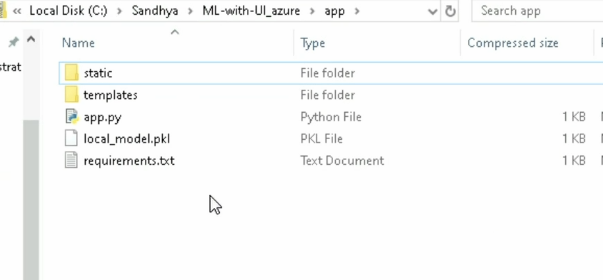 « Local Disk (C:) > Sandhya > ML-with-UI_azure > app > Search app
Name Type Compressed size
strat
static File folder
templates File folder
app.py Python File 1 KB
local_model.pkl PKL File 1 KB
requirements.txt Text Document 1 KB